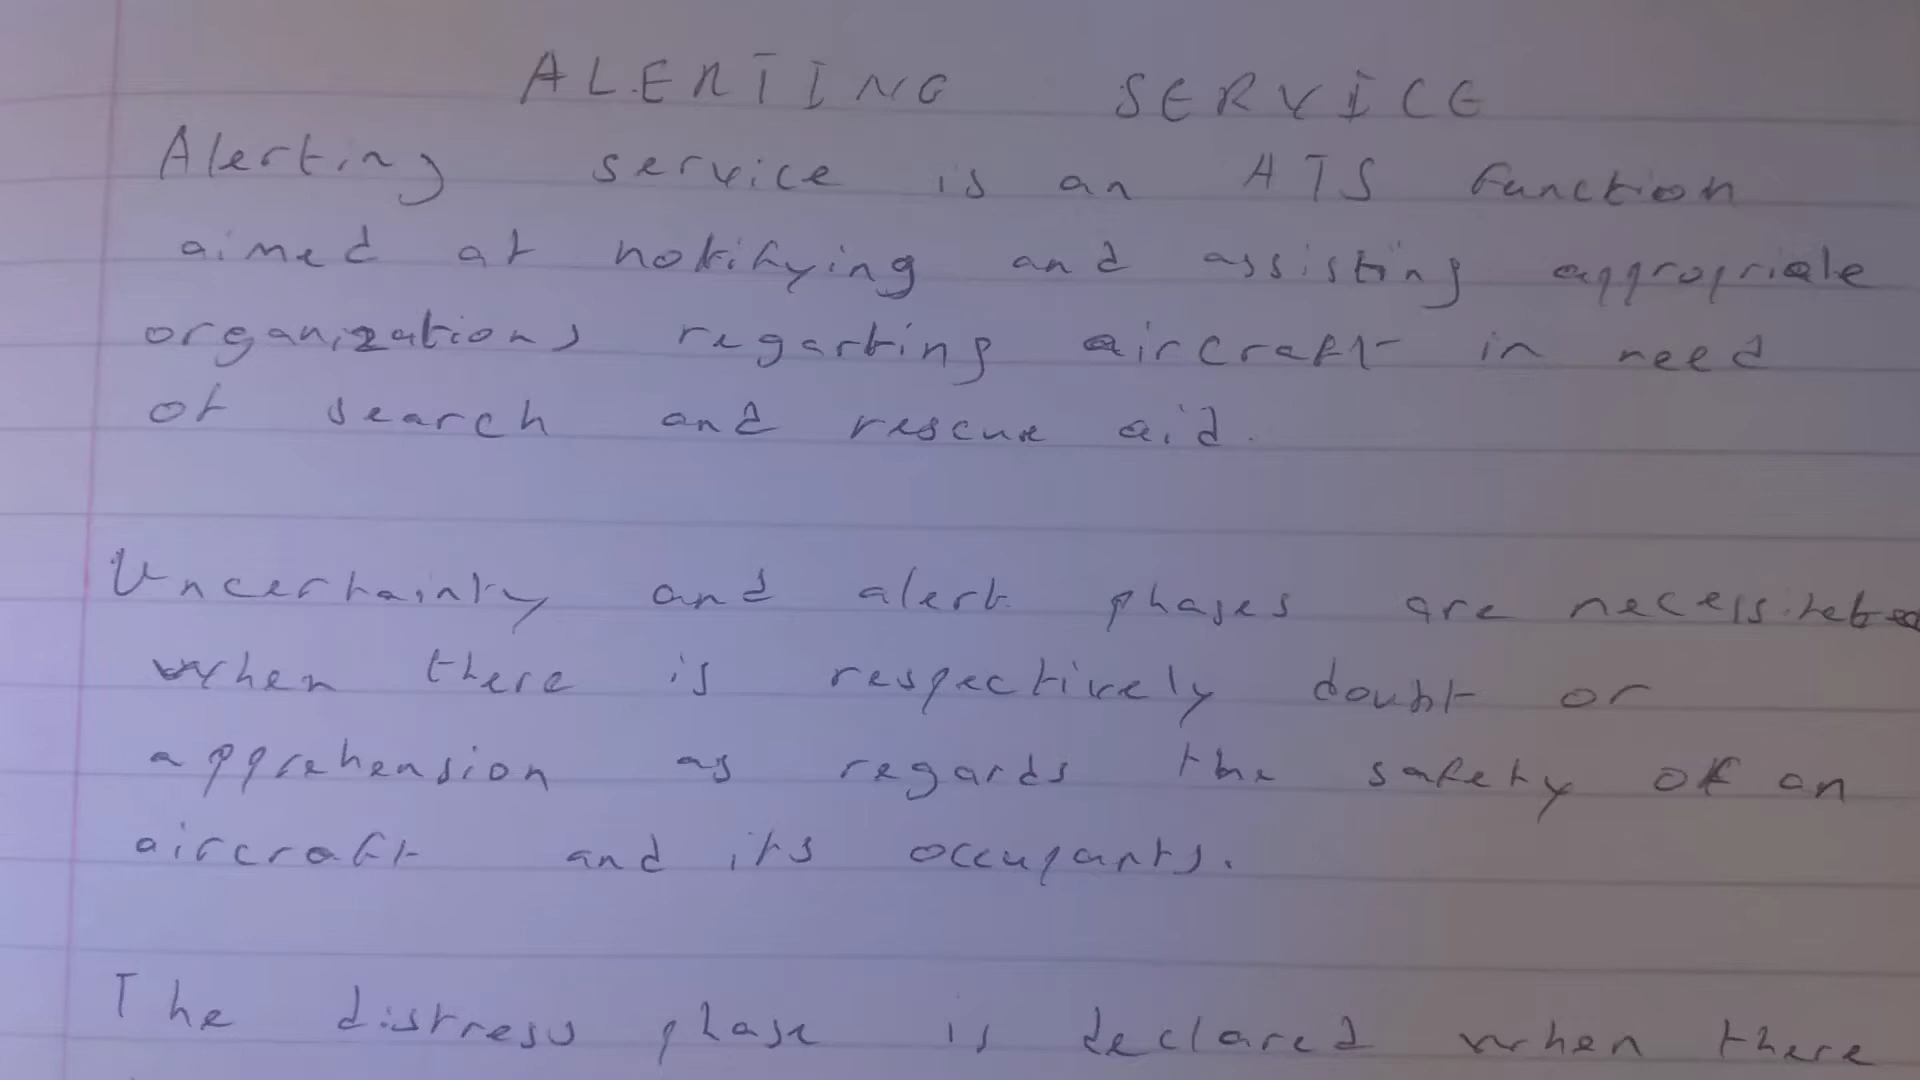 ALERTING SERVICE
Alerting service is an ATS function
aimed at notifying and assisting appropriate
organizations regarting aircraft in need
of search and rescue aid.
Uncertainty and alert phases are necessitated
when there is respectively doubt or
apprehension as regards the safety of an
aircraft and its occupants.
The distress phase is declared when there